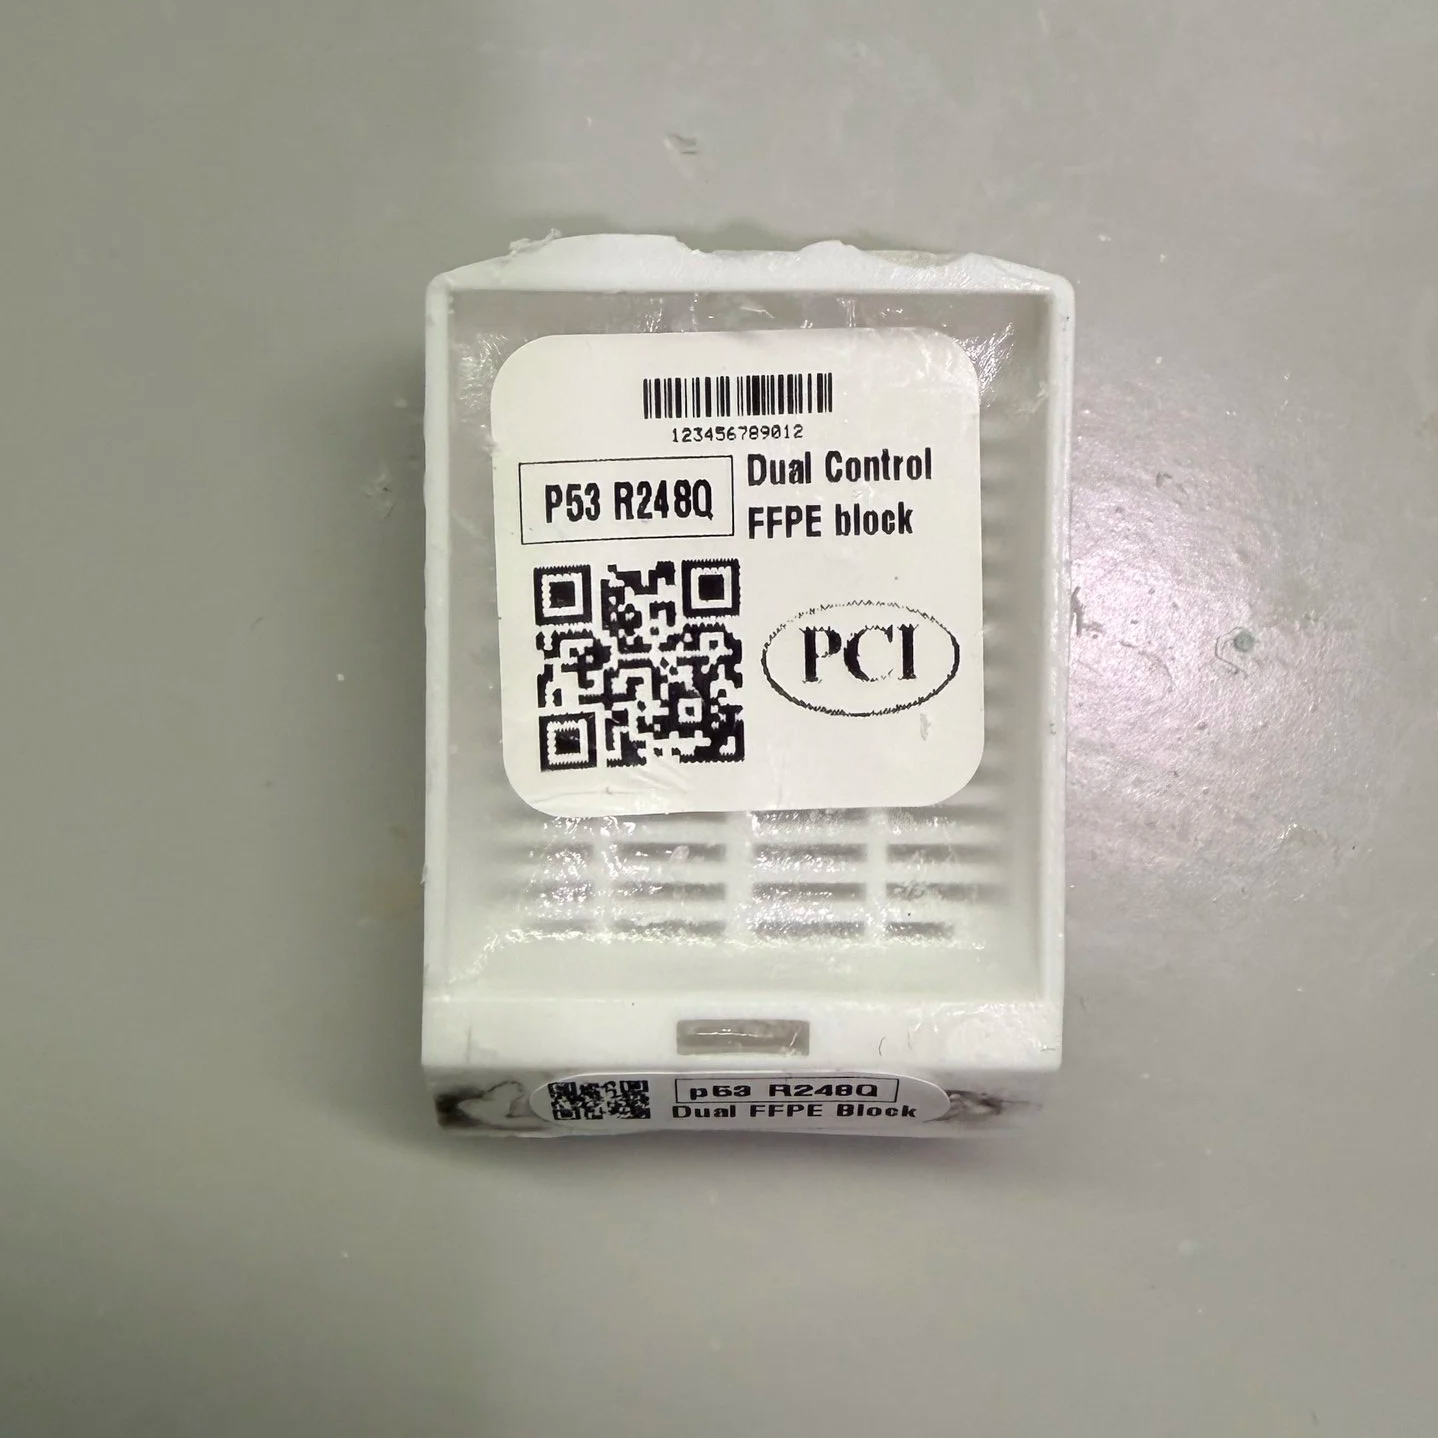 123456789012
P53 R248Q
Dual Control
FFPE block
PCI
p53 R248Q
Dual FFPE Block